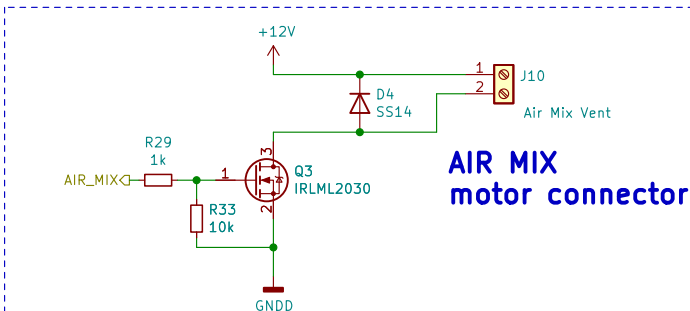 +12V
1
J10
2
D4
SS14
Air Mix Vent
R29
1k
3
AIR MIX
motor connector
AIR_MIX
1
Q3
IRLML2030
2
R33
10k
GNDD